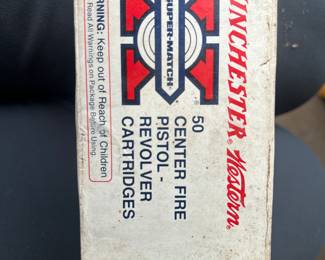 WINCHESTER Western
SUPER-MATCH
50
CENTER FIRE
PISTOL -
REVOLVER
CARTRIDGES
WARNING: Keep out of Reach of Children
Read All Warnings on Package Before Using.